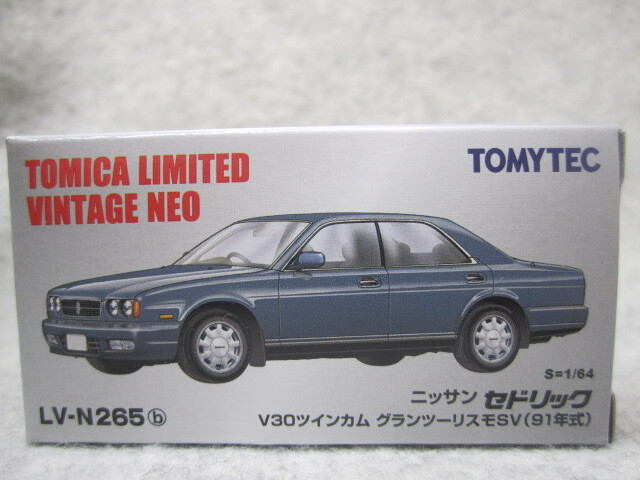 TOMICA LIMITED
VINTAGE NEO
TOMYTEC
S=1/64
ニッサン セドリック
LV-N265ⓑ
V30ツインカム グランツーリスモSV(91年式)